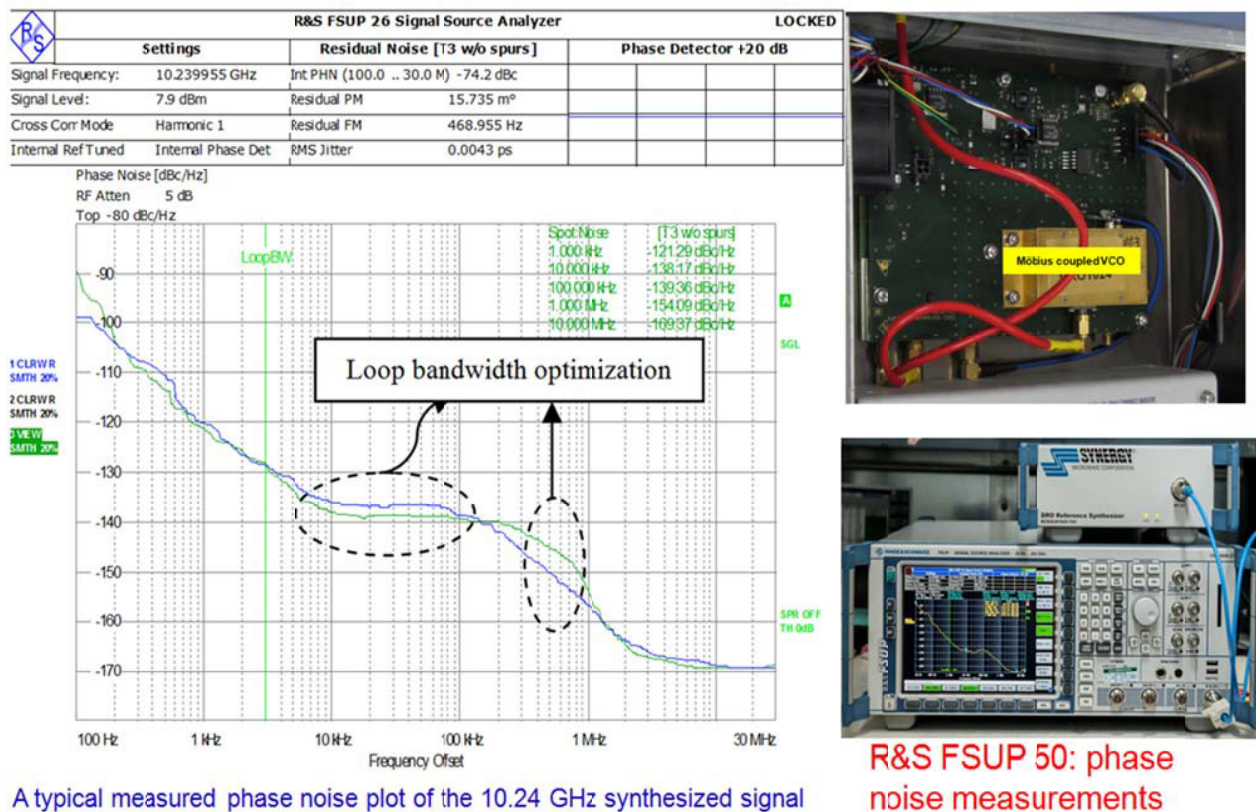 R&S FSUP 26 Signal Source Analyzer LOCKED
Settings Residual Noise [T3 w/o spurs] Phase Detector +20 dB
Signal Frequency: 10.239955 GHz Int PHN (100.0 .. 30.0 M) -74.2 dBc
Signal Level: 7.9 dBm Residual PM 15.735 m°
Cross Corr Mode Harmonic 1 Residual FM 468.955 Hz
Internal Ref Tuned Internal Phase Det RMS Jitter 0.0043 ps
Phase Noise [dBc/Hz]
RF Atten 5 dB
Top -80 dBc/Hz
LoopBW
Spot Noise [T3 w/o spurs]
1.000 kHz -121.29 dBc/Hz
10.000 kHz -138.17 dBc/Hz
100.000 kHz -139.36 dBc/Hz
1.000 MHz -154.09 dBc/Hz
10.000 MHz -169.37 dBc/Hz
-90
-100
-110
-120
-130
-140
-150
-160
-170
A
SGL
1 CLRWR
SMTH 20%
2 CLRWR
SMTH 20%
3 VIEW
SMTH 20%
Loop bandwidth optimization
SPR OFF
TH 0dB
100 Hz 1 kHz 10 kHz 100 kHz 1 MHz 30 MHz
Frequency Offset
A typical measured phase noise plot of the 10.24 GHz synthesized signal
Möbius coupled VCO
SYNERGY
MICROWAVE CORPORATION
DRO Reference Synthesizer
ROHDE&SCHWARZ
R&S FSUP 50: phase
noise measurements